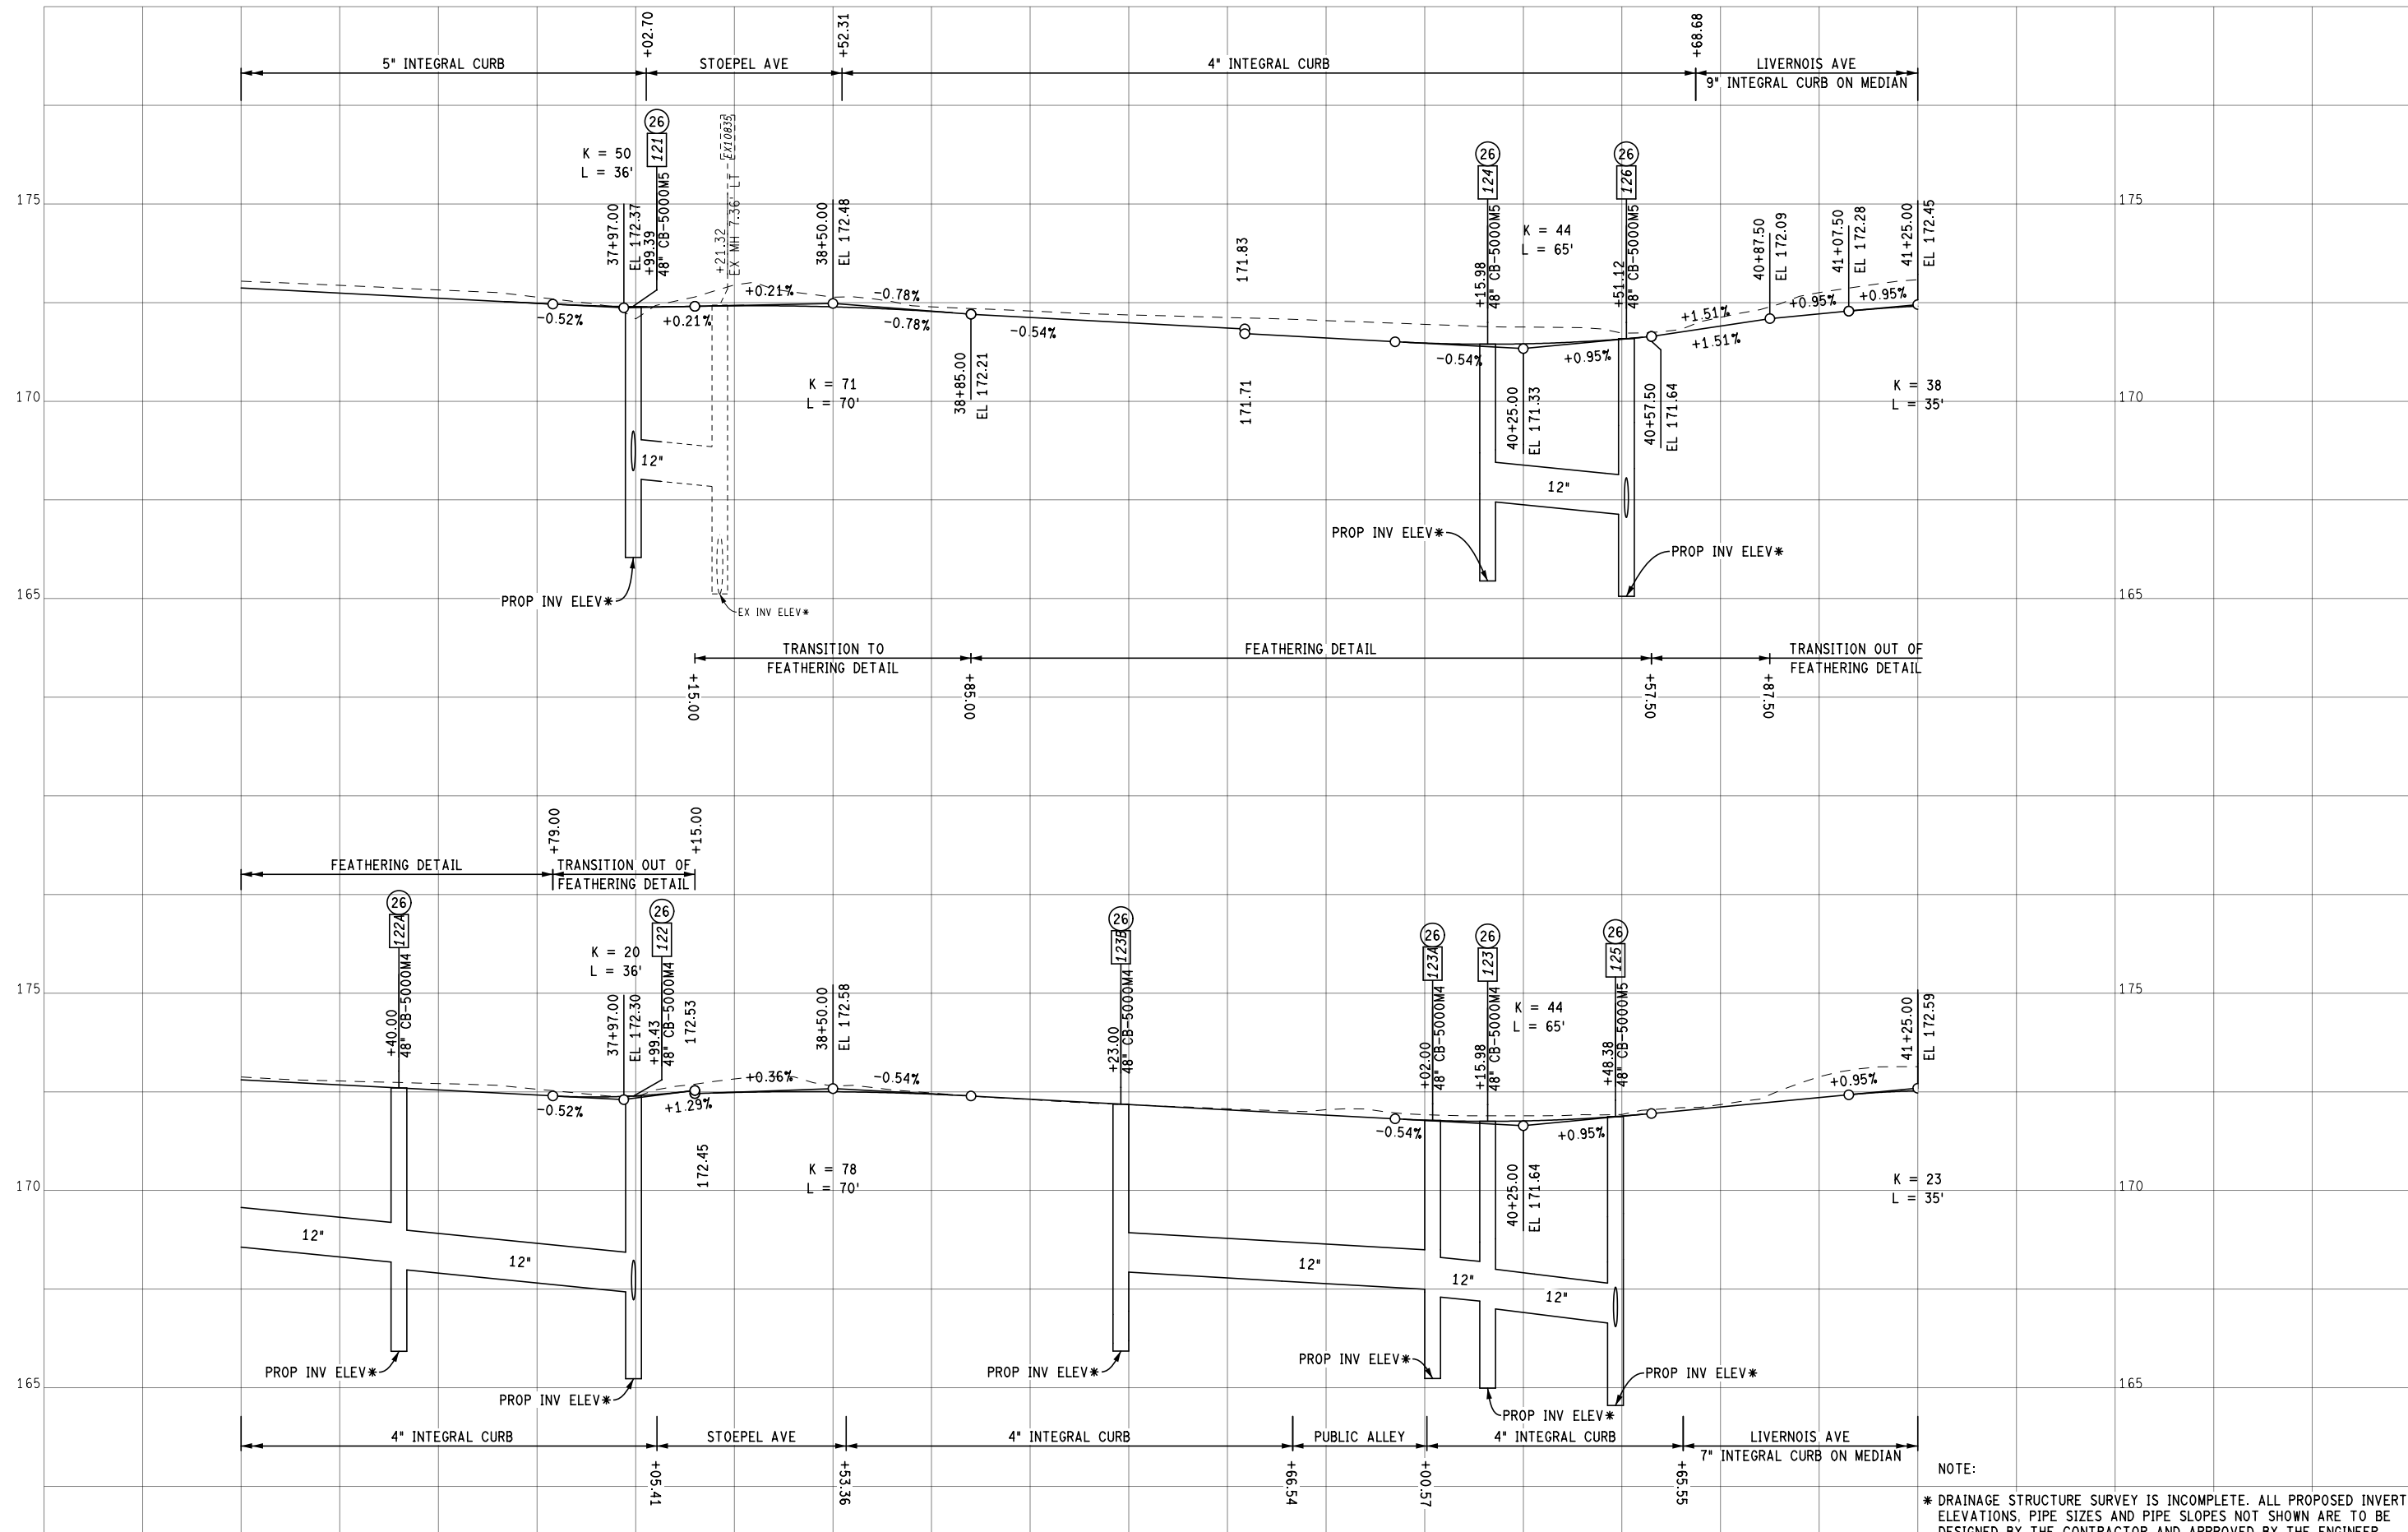 +02.70
+52.31
+68.68
5" INTEGRAL CURB
STOEPEL AVE
4" INTEGRAL CURB
LIVERNOIS AVE
9" INTEGRAL CURB ON MEDIAN
26
121
48" CB-5000M5
+99.39
K = 50
L = 36'
37+97.00
EL 172.37
EX10835
+21.32
EX MH 7.36' LT
38+50.00
EL 172.48
171.83
26
124
+15.98
48" CB-5000M5
K = 44
L = 65'
26
126
+51.12
48" CB-5000M5
40+87.50
EL 172.09
41+07.50
EL 172.28
41+25.00
EL 172.45
175
175
-0.52%
+0.21%
+0.21%
-0.78%
-0.78%
-0.54%
-0.54%
+0.95%
+1.51%
+1.51%
+0.95%
+0.95%
K = 71
L = 70'
38+85.00
EL 172.21
171.71
40+25.00
EL 171.33
40+57.50
EL 171.64
K = 38
L = 35'
170
170
12"
12"
PROP INV ELEV*
PROP INV ELEV*
PROP INV ELEV*
EX INV ELEV*
165
165
TRANSITION TO
FEATHERING DETAIL
FEATHERING DETAIL
TRANSITION OUT OF
FEATHERING DETAIL
+15.00
+85.00
+57.50
+87.50
+79.00
+15.00
FEATHERING DETAIL
TRANSITION OUT OF
FEATHERING DETAIL
26
122A
+40.00
48" CB-5000M4
K = 20
L = 36'
37+97.00
EL 172.30
26
122
+99.43
48" CB-5000M4
172.53
38+50.00
EL 172.58
26
123B
+23.00
48" CB-5000M4
26
123A
+02.00
48" CB-5000M4
26
123
+15.98
48" CB-5000M4
K = 44
L = 65'
26
125
+48.38
48" CB-5000M5
41+25.00
EL 172.59
175
175
-0.52%
+1.29%
+0.36%
-0.54%
-0.54%
+0.95%
+0.95%
172.45
K = 78
L = 70'
40+25.00
EL 171.64
K = 23
L = 35'
170
170
12"
12"
12"
12"
12"
PROP INV ELEV*
PROP INV ELEV*
PROP INV ELEV*
PROP INV ELEV*
PROP INV ELEV*
PROP INV ELEV*
165
165
4" INTEGRAL CURB
STOEPEL AVE
4" INTEGRAL CURB
PUBLIC ALLEY
4" INTEGRAL CURB
LIVERNOIS AVE
7" INTEGRAL CURB ON MEDIAN
+05.41
+53.36
+66.54
+00.57
+65.55
NOTE:
* DRAINAGE STRUCTURE SURVEY IS INCOMPLETE. ALL PROPOSED INVERT
ELEVATIONS, PIPE SIZES AND PIPE SLOPES NOT SHOWN ARE TO BE
DESIGNED BY THE CONTRACTOR AND APPROVED BY THE ENGINEER